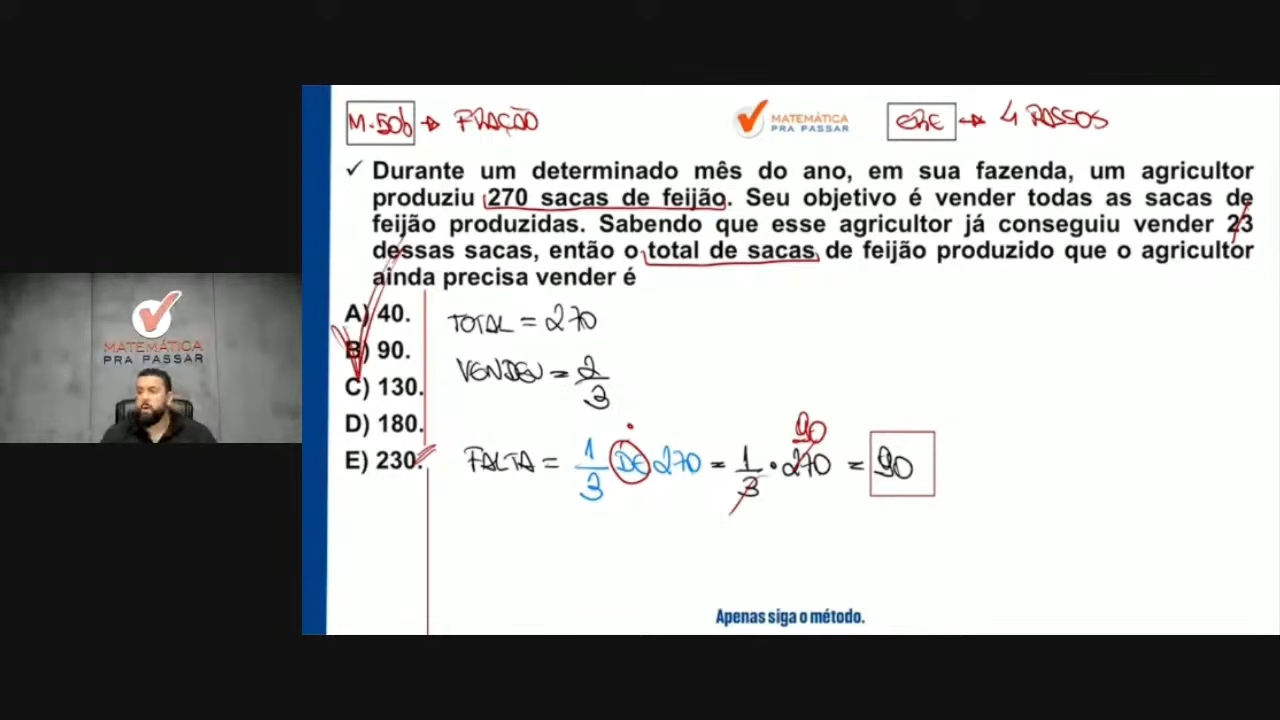 M.50b → FRAÇÃO
MATEMÁTICA
PRA PASSAR
→ 4 PASSOS
✓ Durante um determinado mês do ano, em sua fazenda, um agricultor
produziu 270 sacas de feijão. Seu objetivo é vender todas as sacas de
feijão produzidas. Sabendo que esse agricultor já conseguiu vender 2/3
dessas sacas, então o total de sacas de feijão produzido que o agricultor
ainda precisa vender é
A) 40.
B) 90.
C) 130.
D) 180.
E) 230.
TOTAL = 270
VENDEU = 2/3
90
FALTA = 1/3 DE 270 = 1/3 · 270 = 90
Apenas siga o método.
MATEMÁTICA
PRA PASSAR